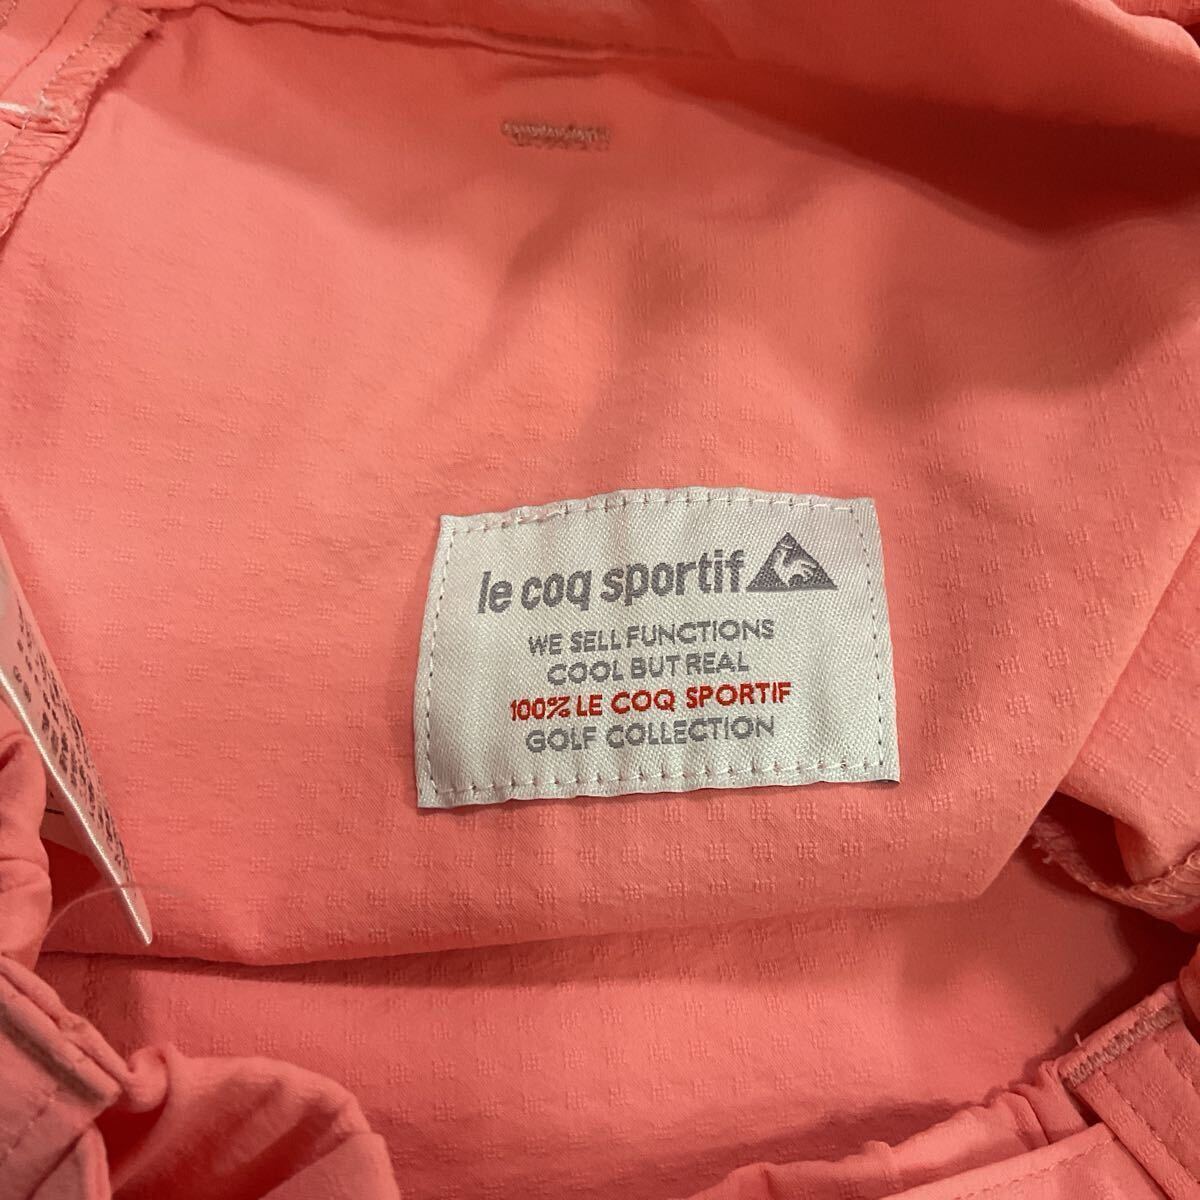 le coq sportif
WE SELL FUNCTIONS
COOL BUT REAL
100% LE COQ SPORTIF
GOLF COLLECTION